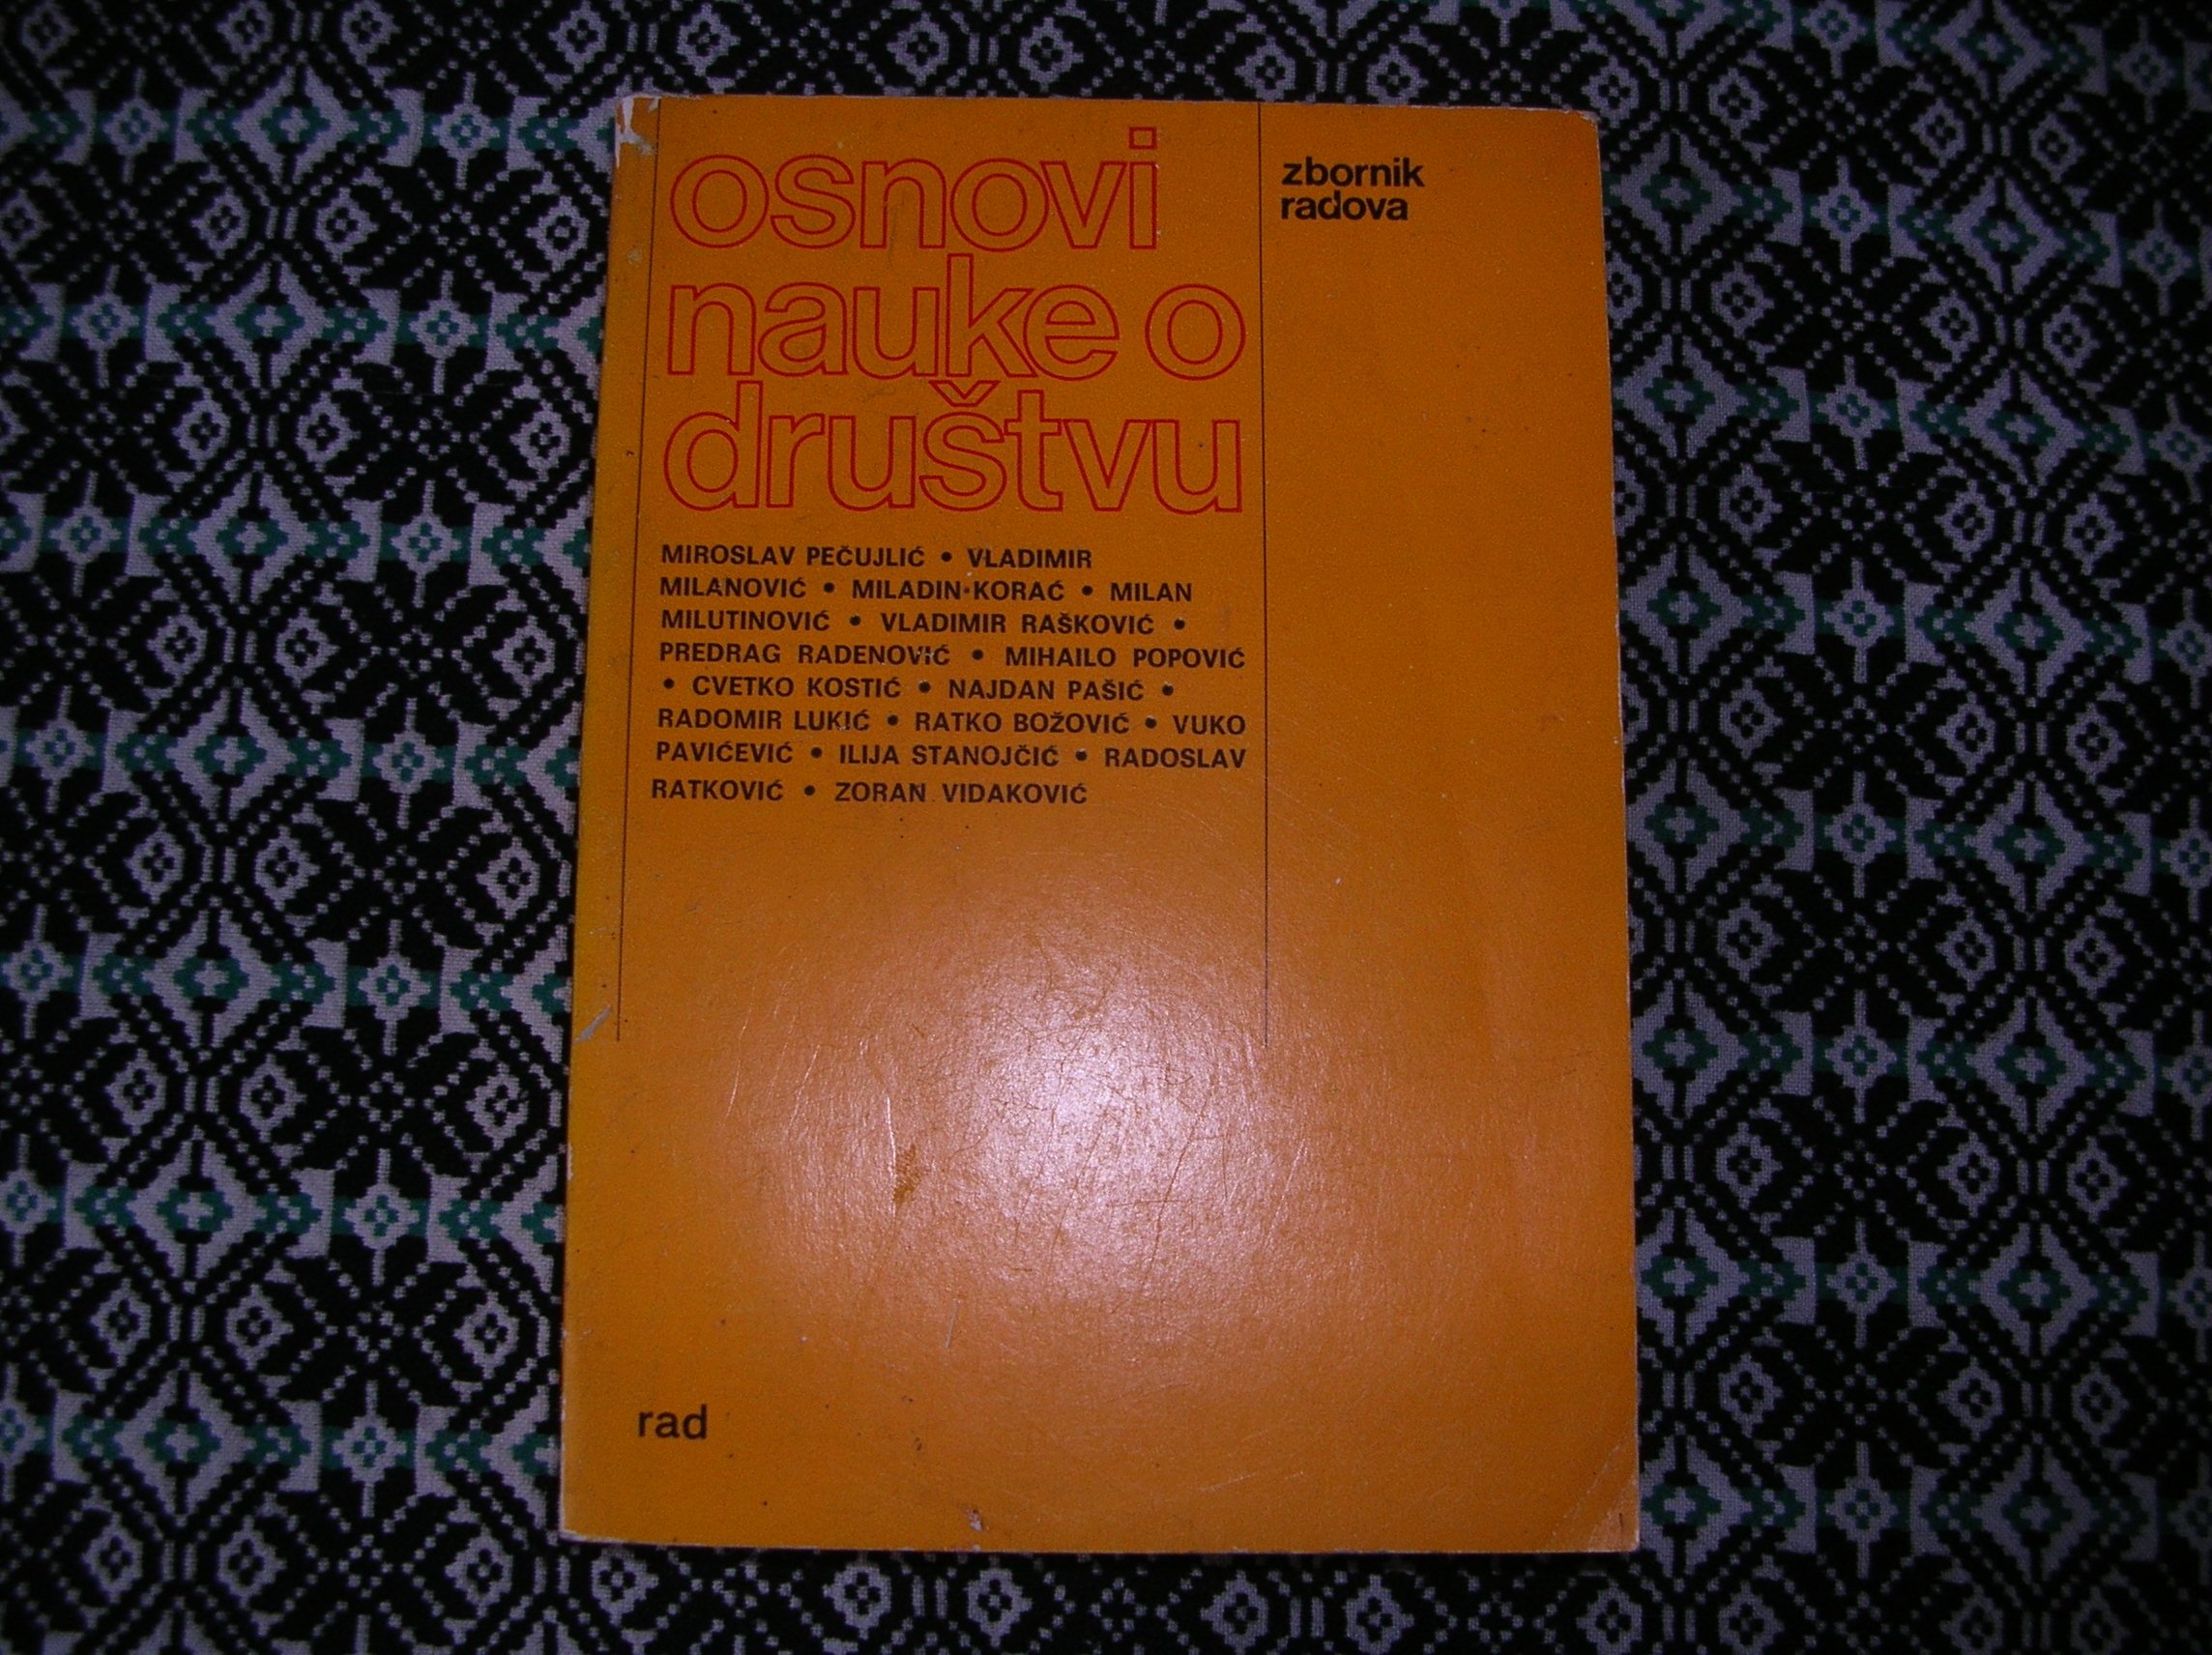 osnovi
nauke o
društvu
zbornik
radova
MIROSLAV PEČUJLIĆ • VLADIMIR
MILANOVIĆ • MILADIN KORAĆ • MILAN
MILUTINOVIĆ • VLADIMIR RAŠKOVIĆ •
PREDRAG RADENOVIĆ • MIHAILO POPOVIĆ
• CVETKO KOSTIĆ • NAJDAN PAŠIĆ •
RADOMIR LUKIĆ • RATKO BOŽOVIĆ • VUKO
PAVIĆEVIĆ • ILIJA STANOJČIĆ • RADOSLAV
RATKOVIĆ • ZORAN VIDAKOVIĆ
rad